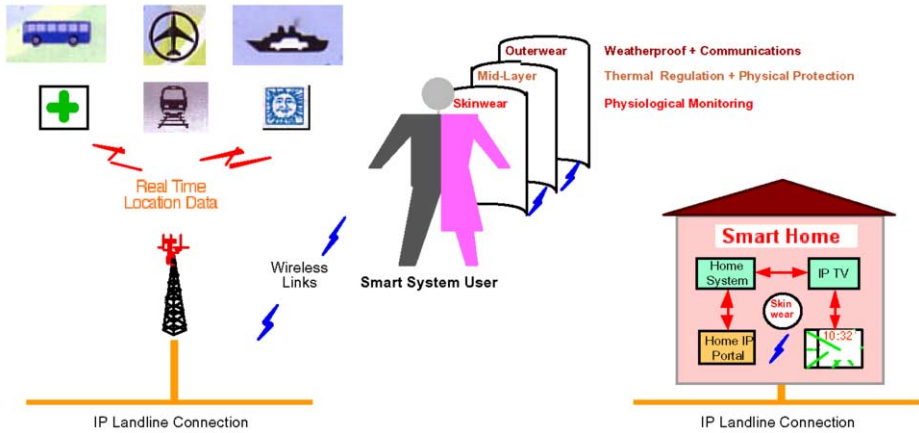 Outerwear
Weatherproof + Communications
Mid-Layer
Thermal Regulation + Physical Protection
Skinwear
Physiological Monitoring
Real Time
Location Data
Wireless
Links
Smart System User
Smart Home
Home
System
IP TV
Skin
wear
Home IP
Portal
10:32
IP Landline Connection
IP Landline Connection